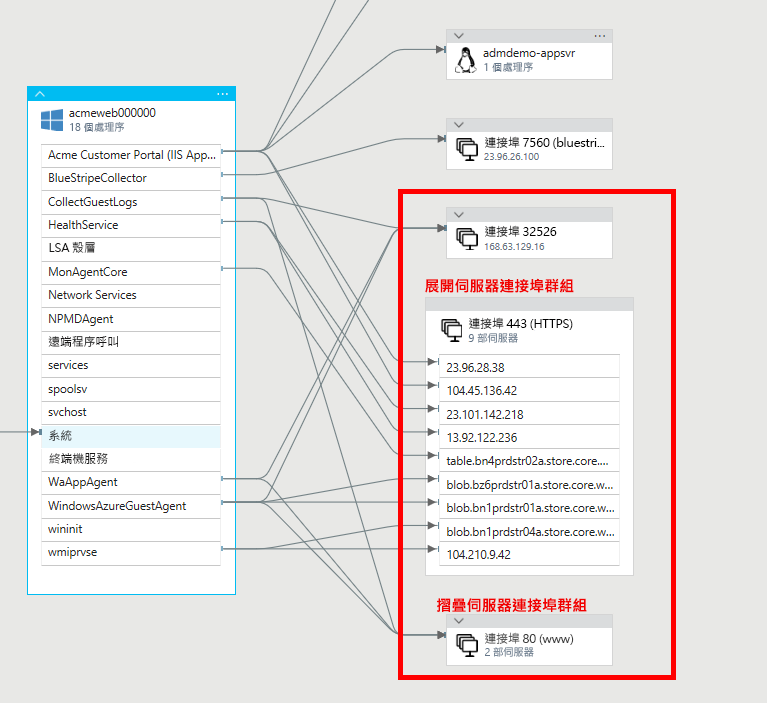 admdemo-appsvr
1 個處理序
acmeweb000000
18 個處理序
Acme Customer Portal (IIS App...
BlueStripeCollector
CollectGuestLogs
HealthService
LSA 殼層
MonAgentCore
Network Services
NPMDAgent
遠端程序呼叫
services
spoolsv
svchost
系統
終端機服務
WaAppAgent
WindowsAzureGuestAgent
wininit
wmiprvse
連接埠 7560 (bluestri...
23.96.26.100
連接埠 32526
168.63.129.16
展開伺服器連接埠群組
連接埠 443 (HTTPS)
9 部伺服器
23.96.28.38
104.45.136.42
23.101.142.218
13.92.122.236
table.bn4prdstr02a.store.core....
blob.bz6prdstr01a.store.core.w...
blob.bn1prdstr01a.store.core.w...
blob.bn1prdstr04a.store.core.w...
104.210.9.42
摺疊伺服器連接埠群組
連接埠 80 (www)
2 部伺服器